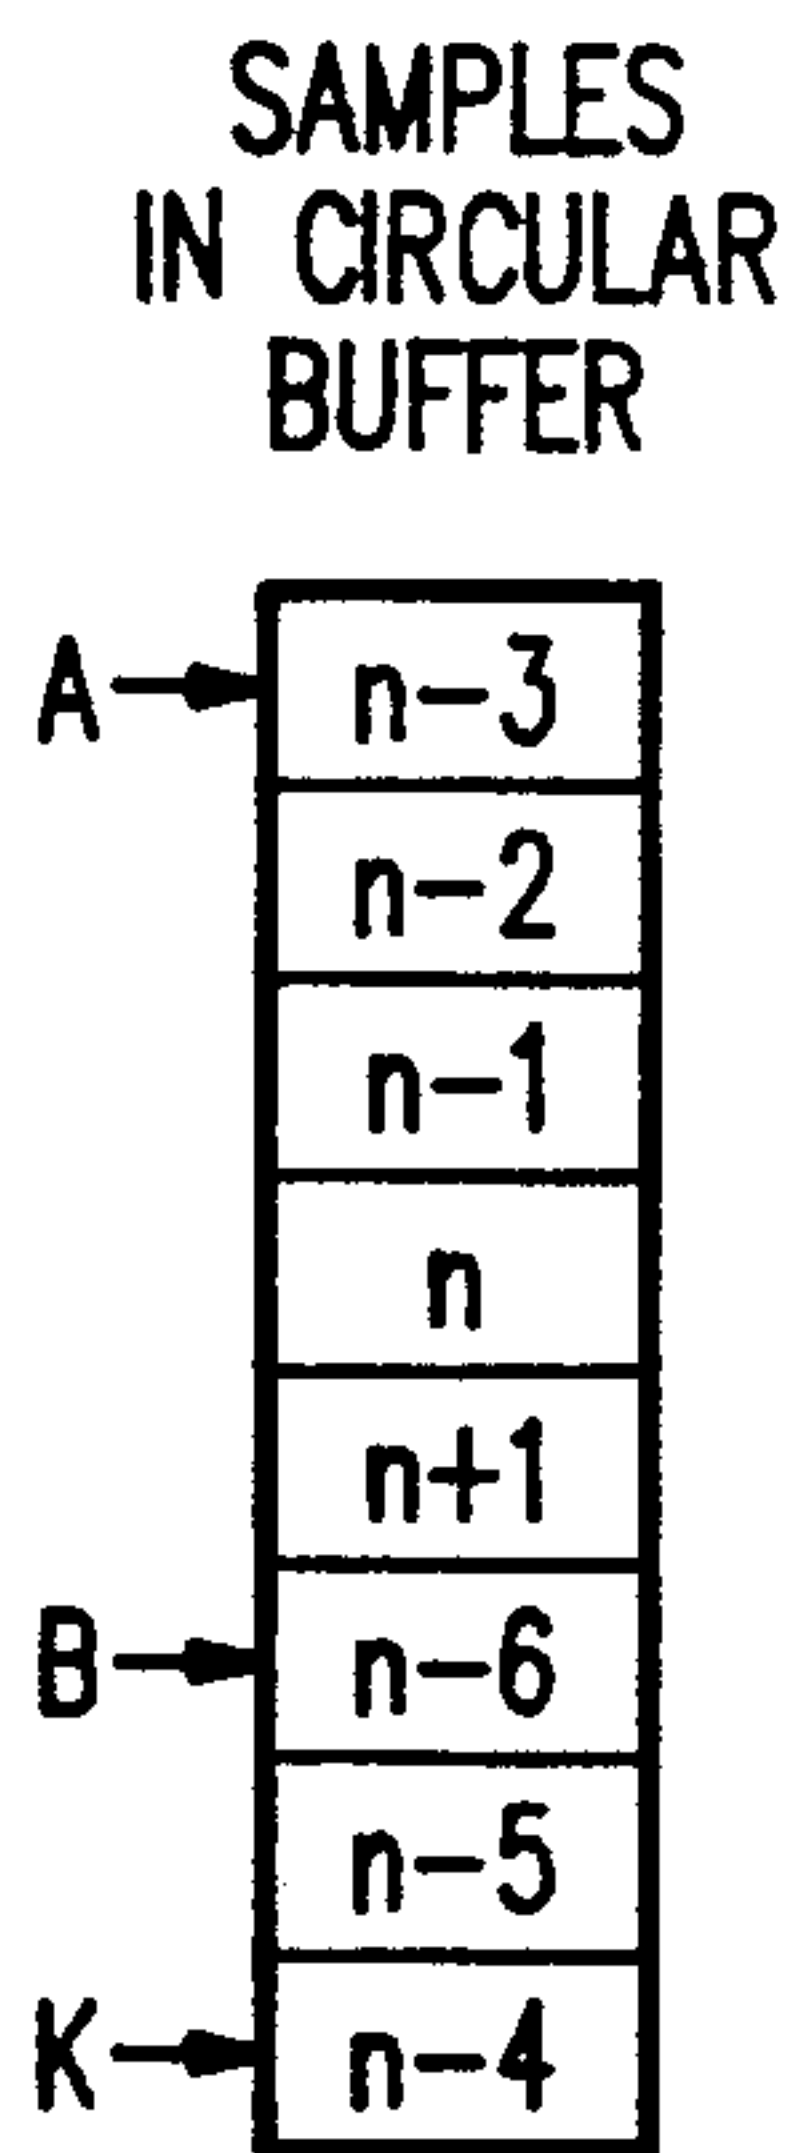 SAMPLES
IN CIRCULAR
BUFFER
A n-3
n-2
n-1
n
n+1
B n-6
n-5
K n-4